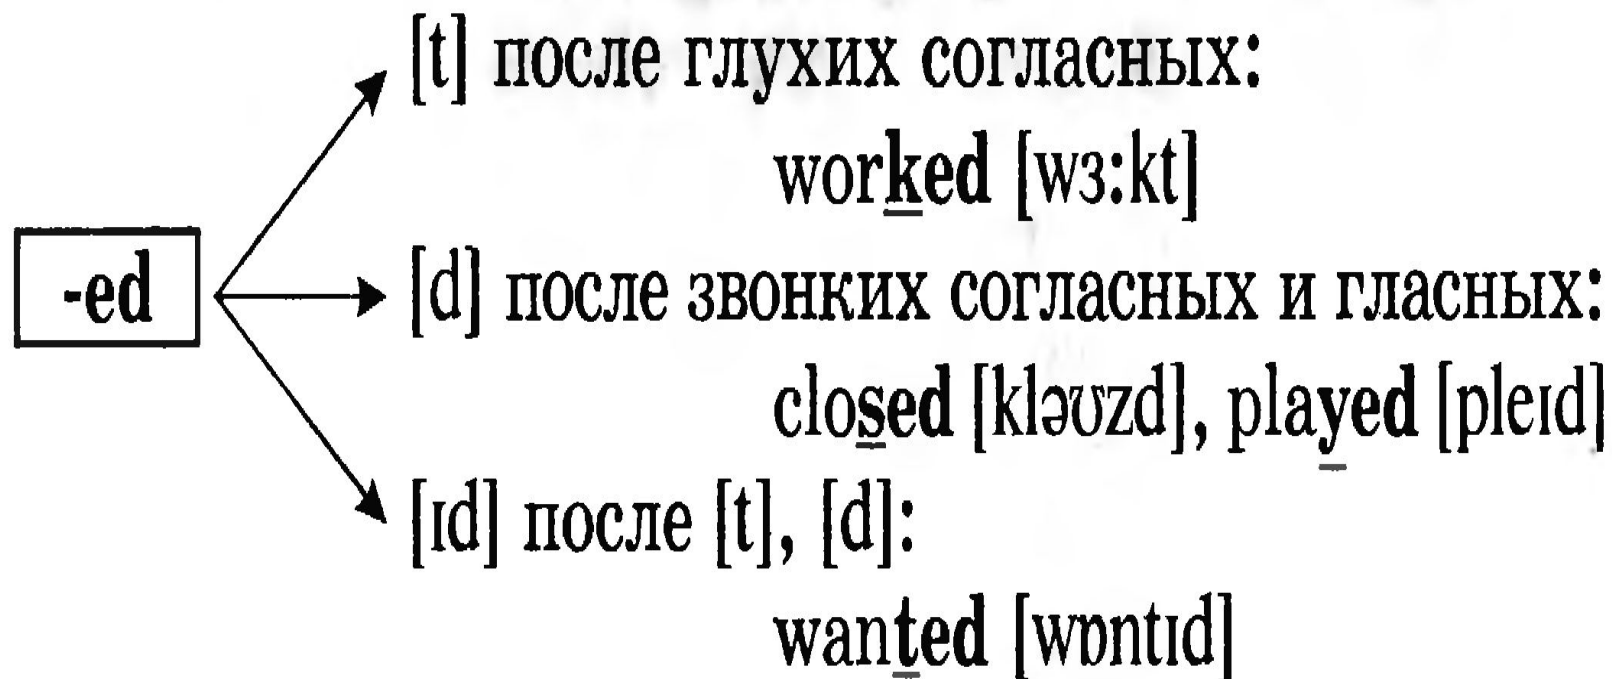 [t] после глухих согласных:
worked [wɜ:kt]
-ed
[d] после звонких согласных и гласных:
closed [kləʊzd], played [pleɪd]
[ɪd] после [t], [d]:
wanted [wɒntɪd]